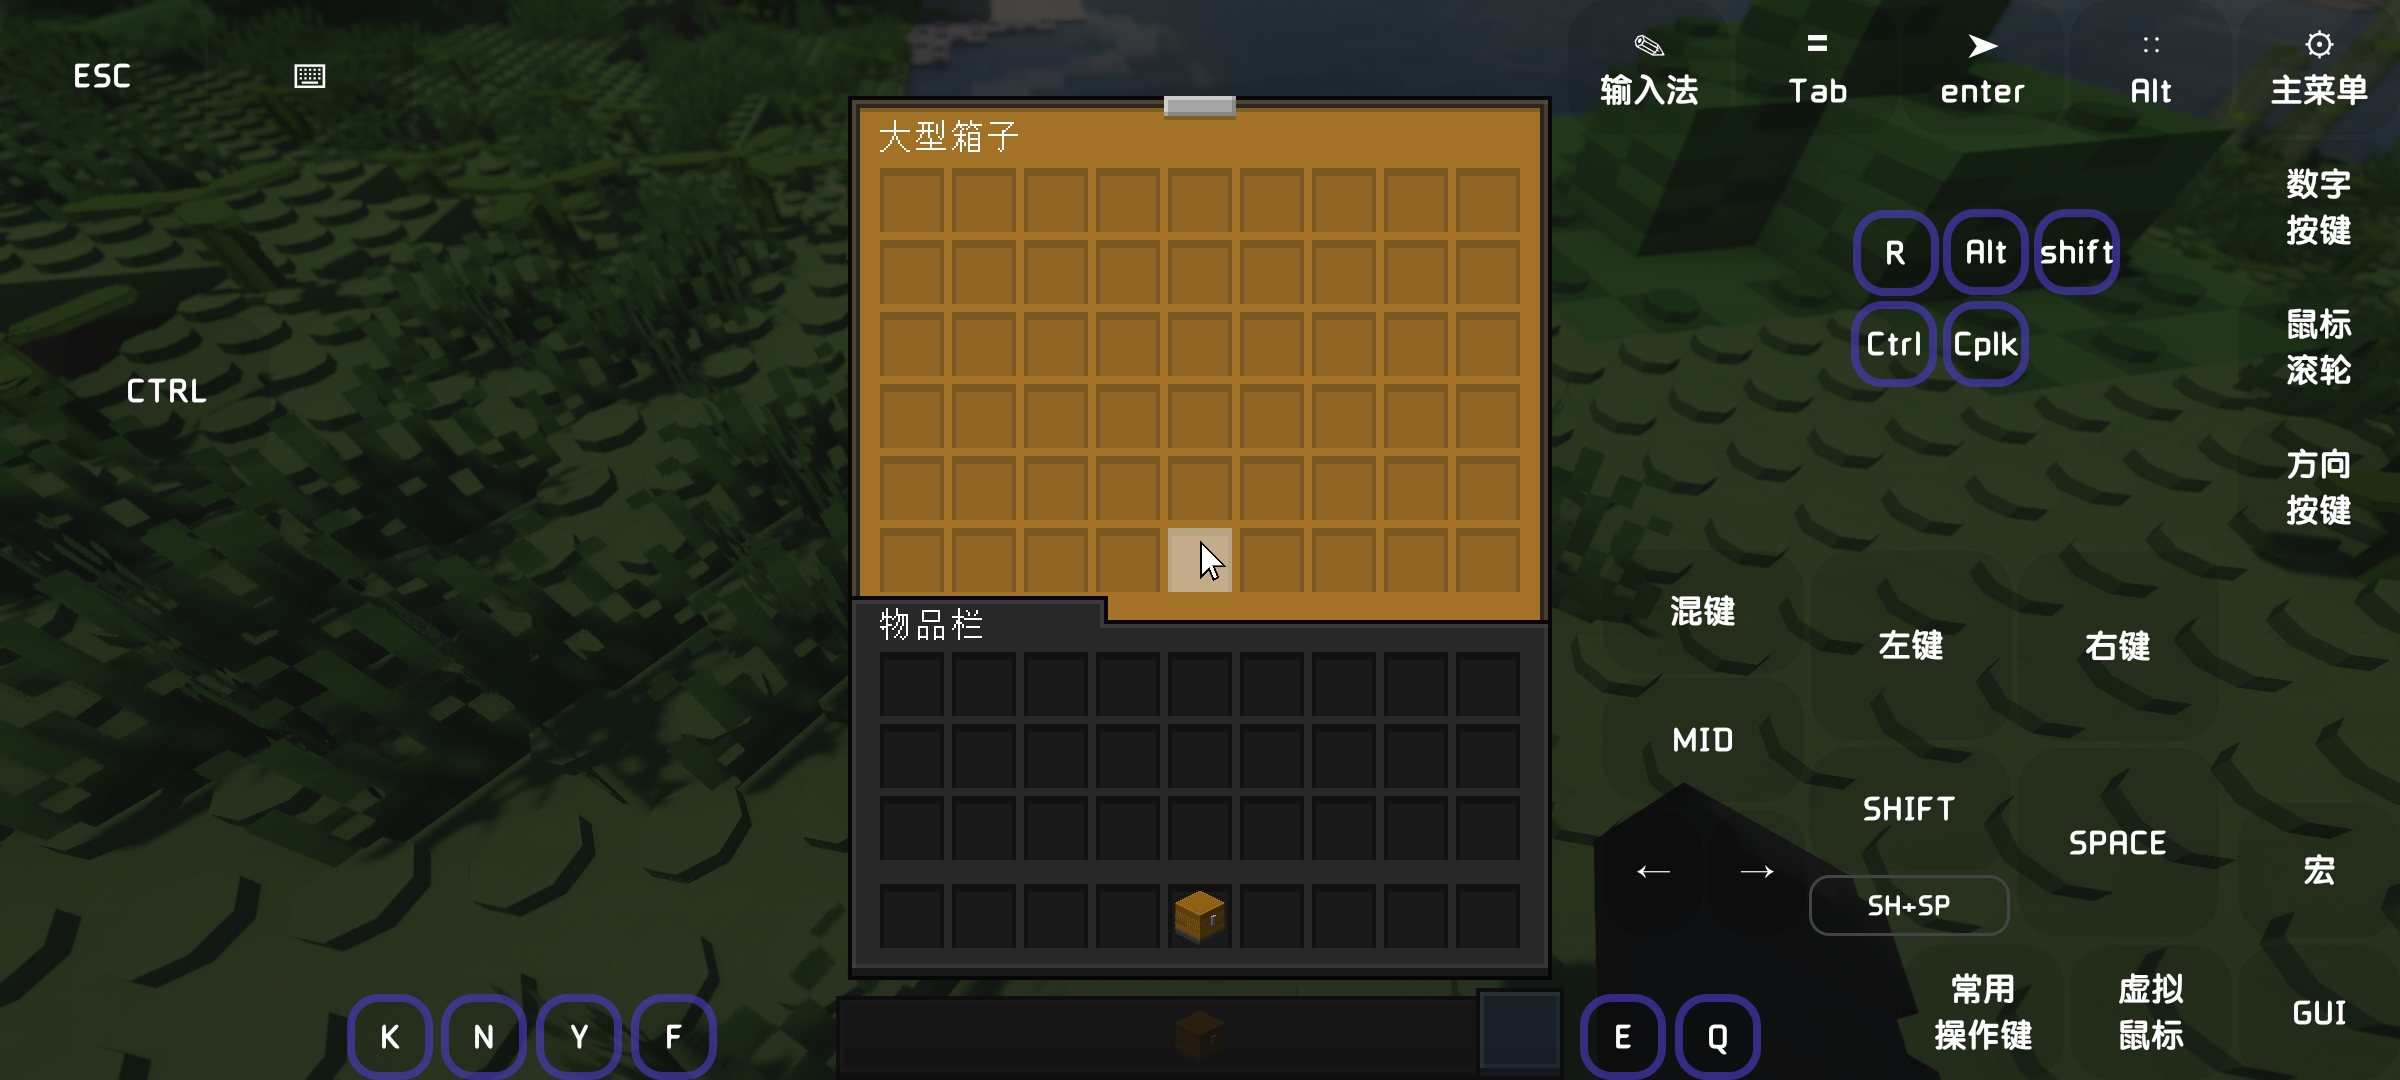 ESC
输入法
Tab
enter
Alt
主菜单
大型箱子
数字
按键
R
Alt
shift
鼠标
滚轮
Ctrl
Cplk
CTRL
方向
按键
物品栏
混键
左键
右键
MID
SHIFT
SPACE
←
→
宏
SH+SP
常用
操作键
虚拟
鼠标
GUI
K
N
Y
F
E
Q